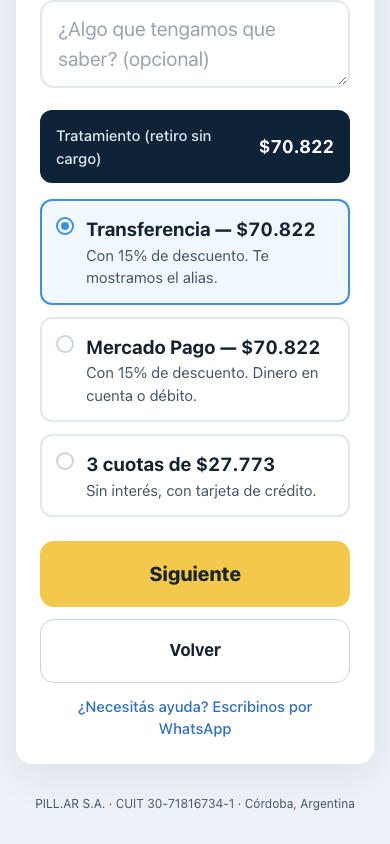 ¿Algo que tengamos que
saber? (opcional)
Tratamiento (retiro sin
cargo)
$70.822
Transferencia — $70.822
Con 15% de descuento. Te
mostramos el alias.
Mercado Pago — $70.822
Con 15% de descuento. Dinero en
cuenta o débito.
3 cuotas de $27.773
Sin interés, con tarjeta de crédito.
Siguiente
Volver
¿Necesitás ayuda? Escribinos por
WhatsApp
PILL.AR S.A. · CUIT 30-71816734-1 · Córdoba, Argentina